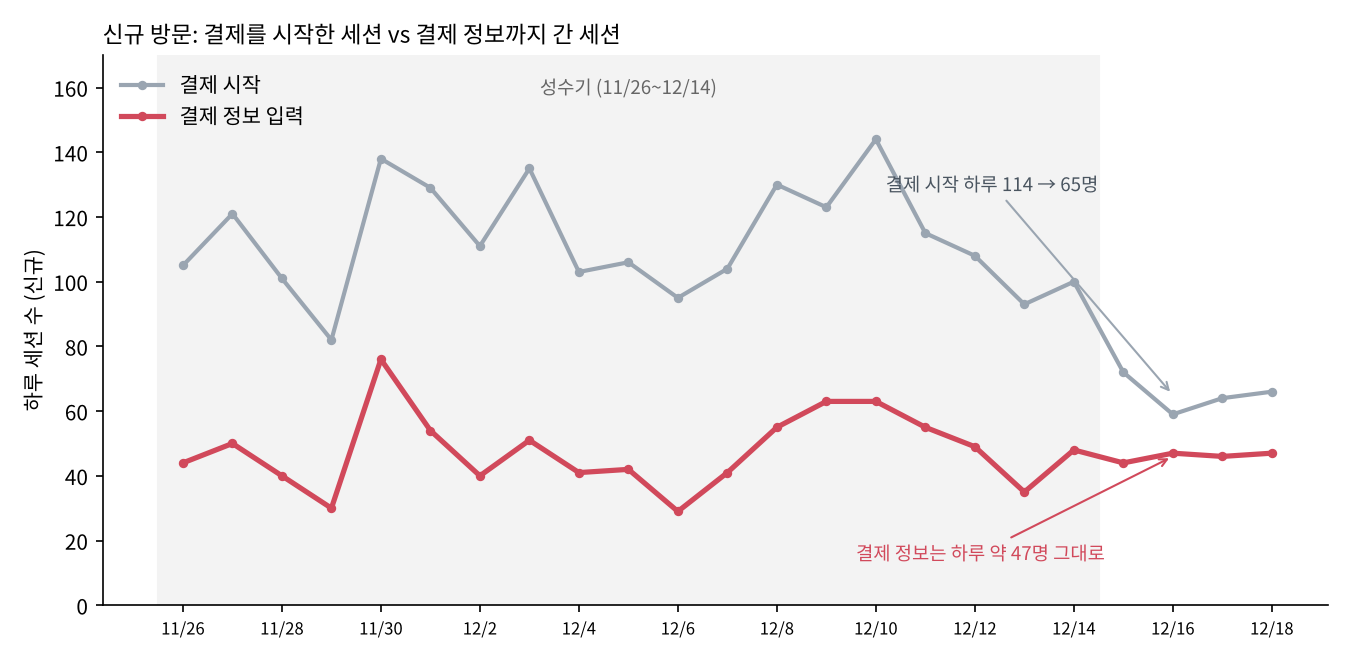 신규 방문: 결제를 시작한 세션 vs 결제 정보까지 간 세션
결제 시작
결제 정보 입력
성수기 (11/26~12/14)
결제 시작 하루 114 → 65명
결제 정보는 하루 약 47명 그대로
하루 세션 수 (신규)
160
140
120
100
80
60
40
20
0
11/26 11/28 11/30 12/2 12/4 12/6 12/8 12/10 12/12 12/14 12/16 12/18